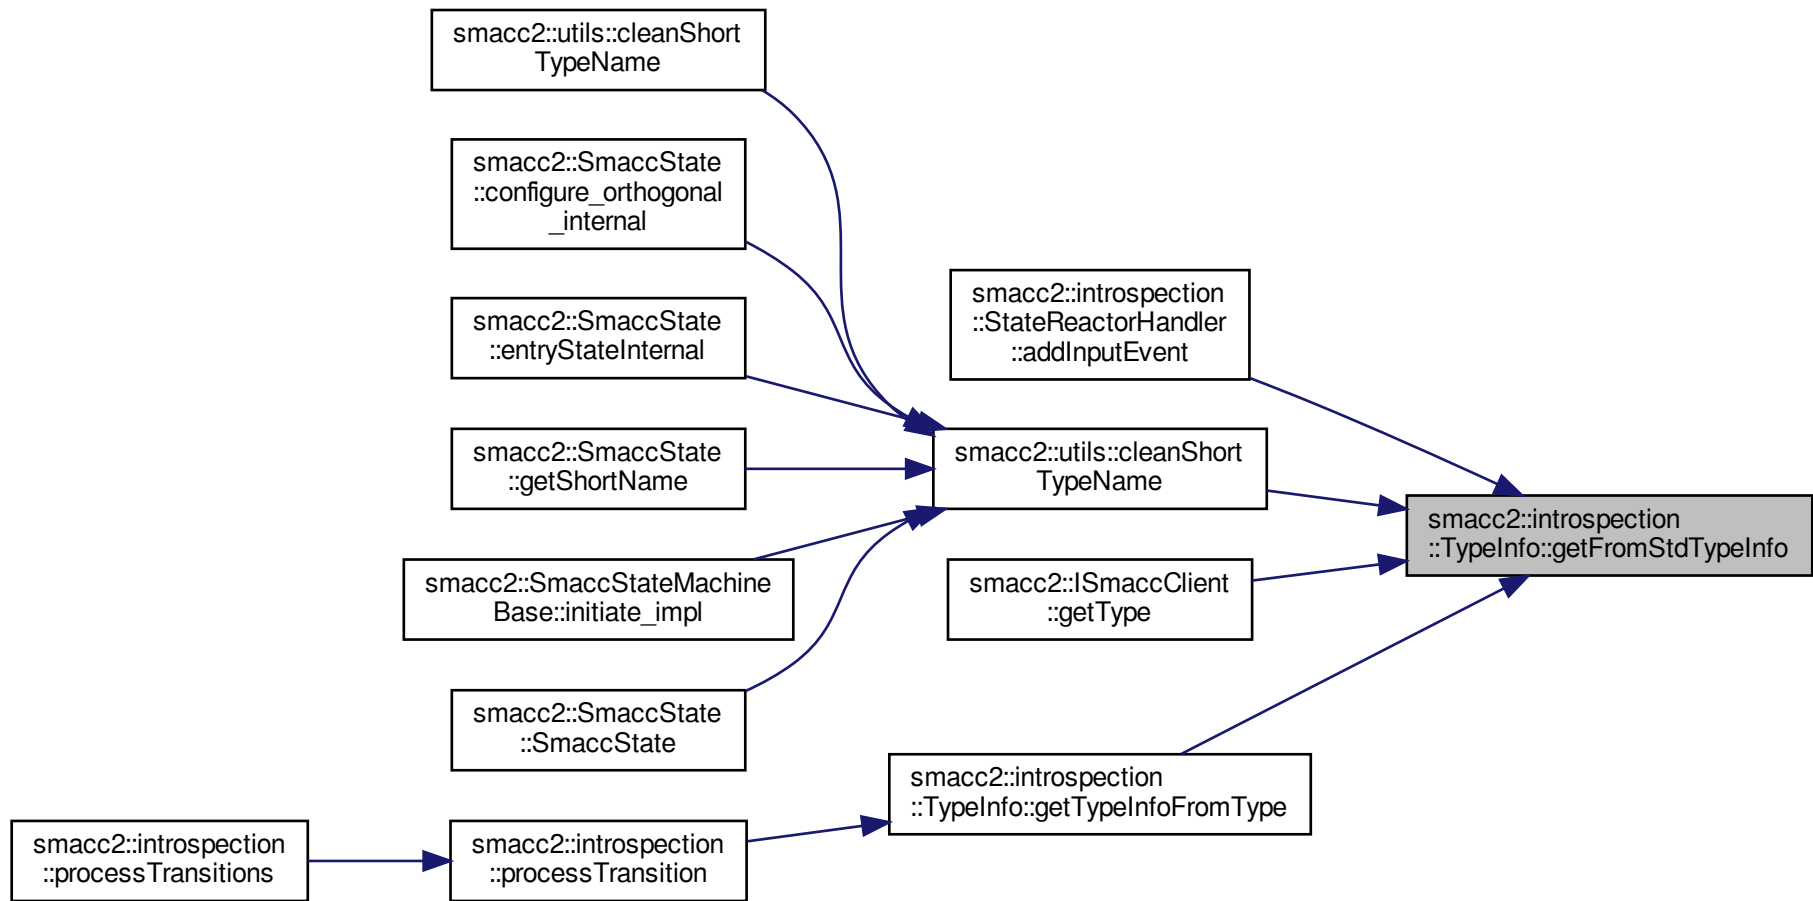 smacc2::utils::cleanShort
TypeName
smacc2::SmaccState
::configure_orthogonal
_internal
smacc2::SmaccState
::entryStateInternal
smacc2::SmaccState
::getShortName
smacc2::SmaccStateMachine
Base::initiate_impl
smacc2::SmaccState
::SmaccState
smacc2::introspection
::processTransitions
smacc2::introspection
::processTransition
smacc2::introspection
::StateReactorHandler
::addInputEvent
smacc2::utils::cleanShort
TypeName
smacc2::ISmaccClient
::getType
smacc2::introspection
::TypeInfo::getTypeInfoFromType
smacc2::introspection
::TypeInfo::getFromStdTypeInfo